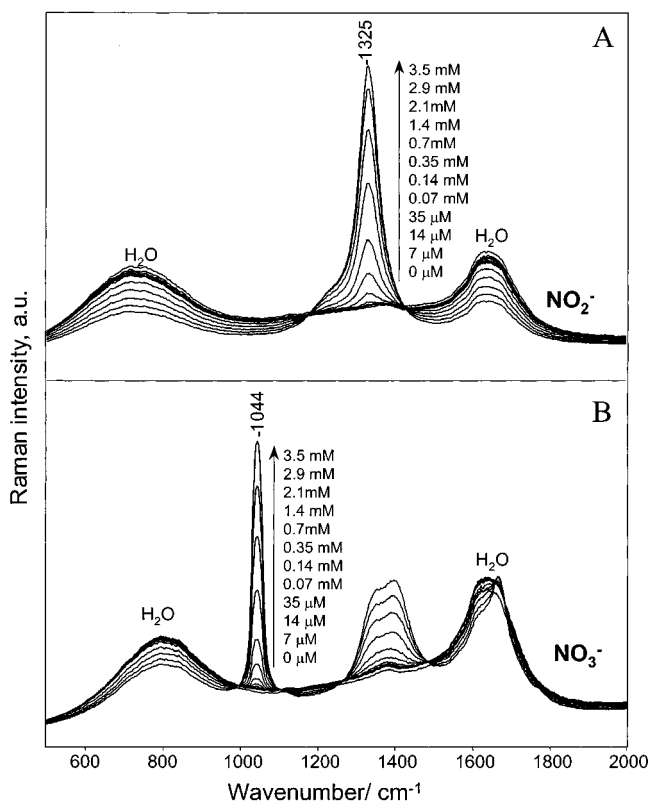 A
-1325
3.5 mM
2.9 mM
2.1 mM
1.4 mM
0.7mM
0.35 mM
0.14 mM
0.07 mM
35 μM
14 μM
7 μM
0 μM
H₂O
H₂O
NO₂⁻
B
-1044
3.5 mM
2.9 mM
2.1mM
1.4 mM
0.7mM
0.35 mM
0.14 mM
0.07 mM
35 μM
14 μM
7 μM
0 μM
H₂O
H₂O
NO₃⁻
Raman intensity, a.u.
600 800 1000 1200 1400 1600 1800 2000
Wavenumber/ cm⁻¹